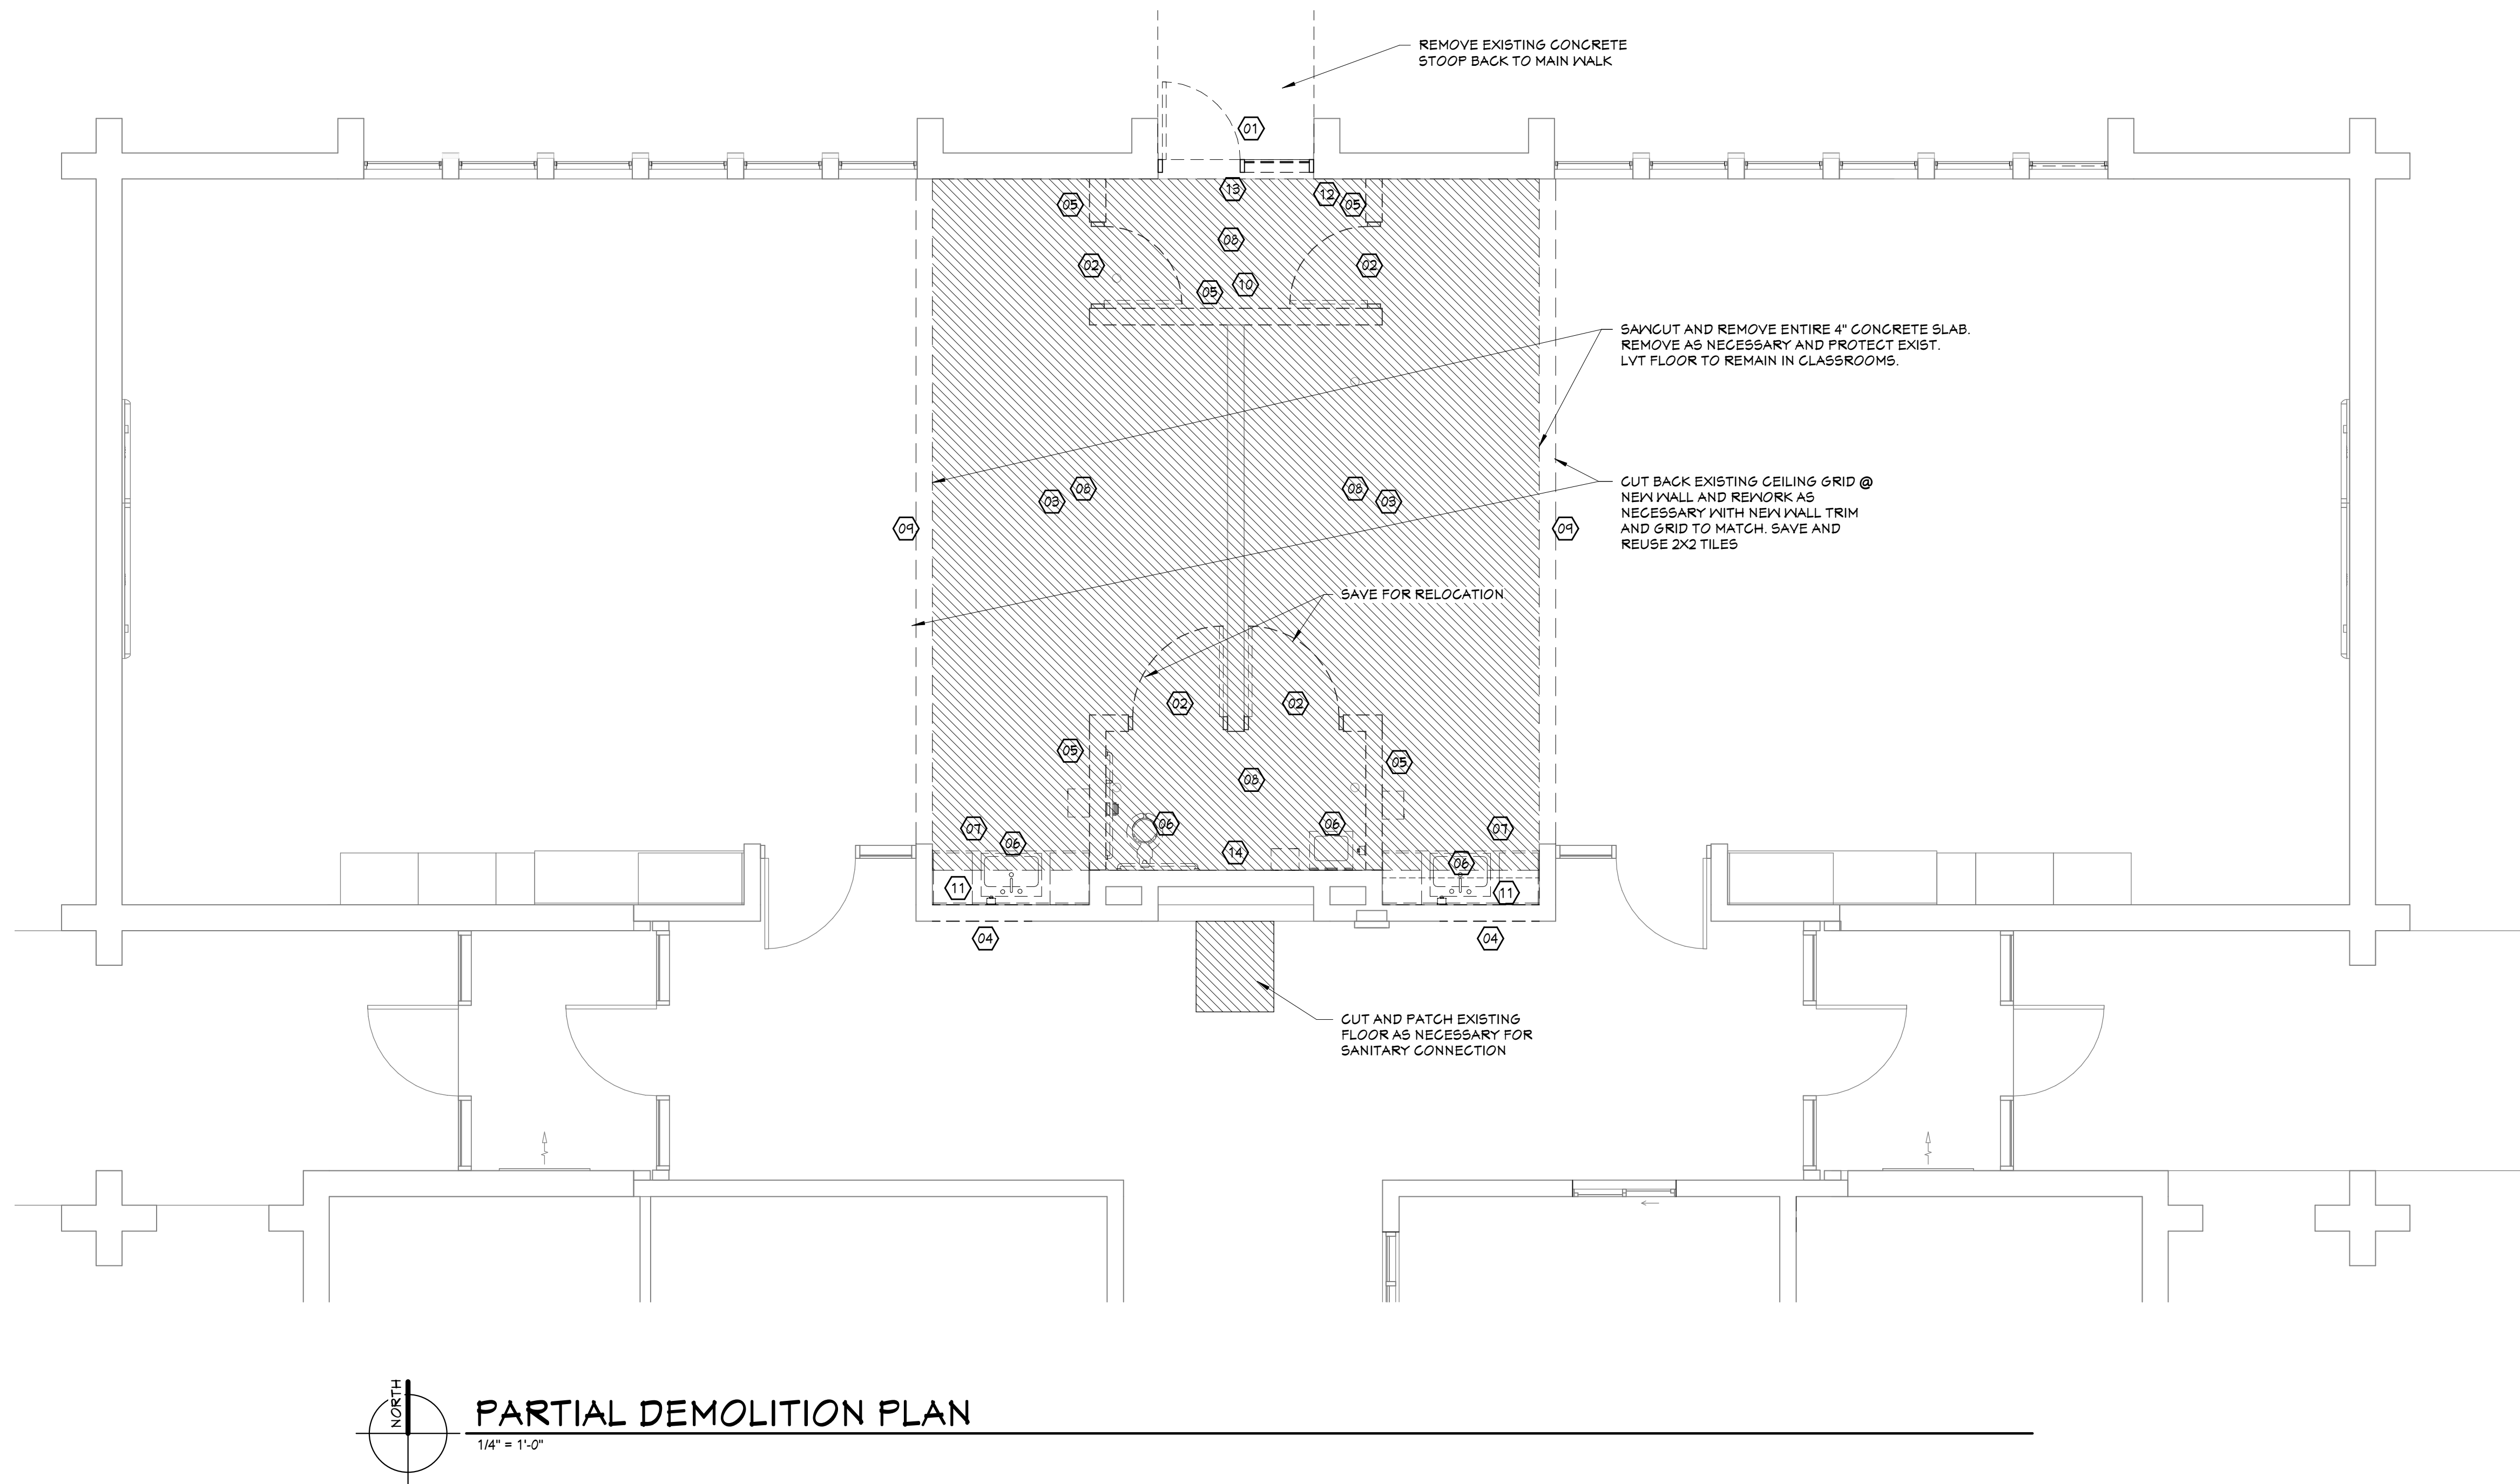 REMOVE EXISTING CONCRETE
STOOP BACK TO MAIN WALK
01
05
13
12
05
08
02
02
05
10
SAWCUT AND REMOVE ENTIRE 4" CONCRETE SLAB.
REMOVE AS NECESSARY AND PROTECT EXIST.
LVT FLOOR TO REMAIN IN CLASSROOMS.
03
08
08
03
CUT BACK EXISTING CEILING GRID @
NEW WALL AND REWORK AS
NECESSARY WITH NEW WALL TRIM
AND GRID TO MATCH. SAVE AND
REUSE 2X2 TILES
09
09
SAVE FOR RELOCATION
02
02
05
05
08
07
06
06
06
07
14
06
11
11
04
04
CUT AND PATCH EXISTING
FLOOR AS NECESSARY FOR
SANITARY CONNECTION
NORTH
PARTIAL DEMOLITION PLAN
1/4" = 1'-0"